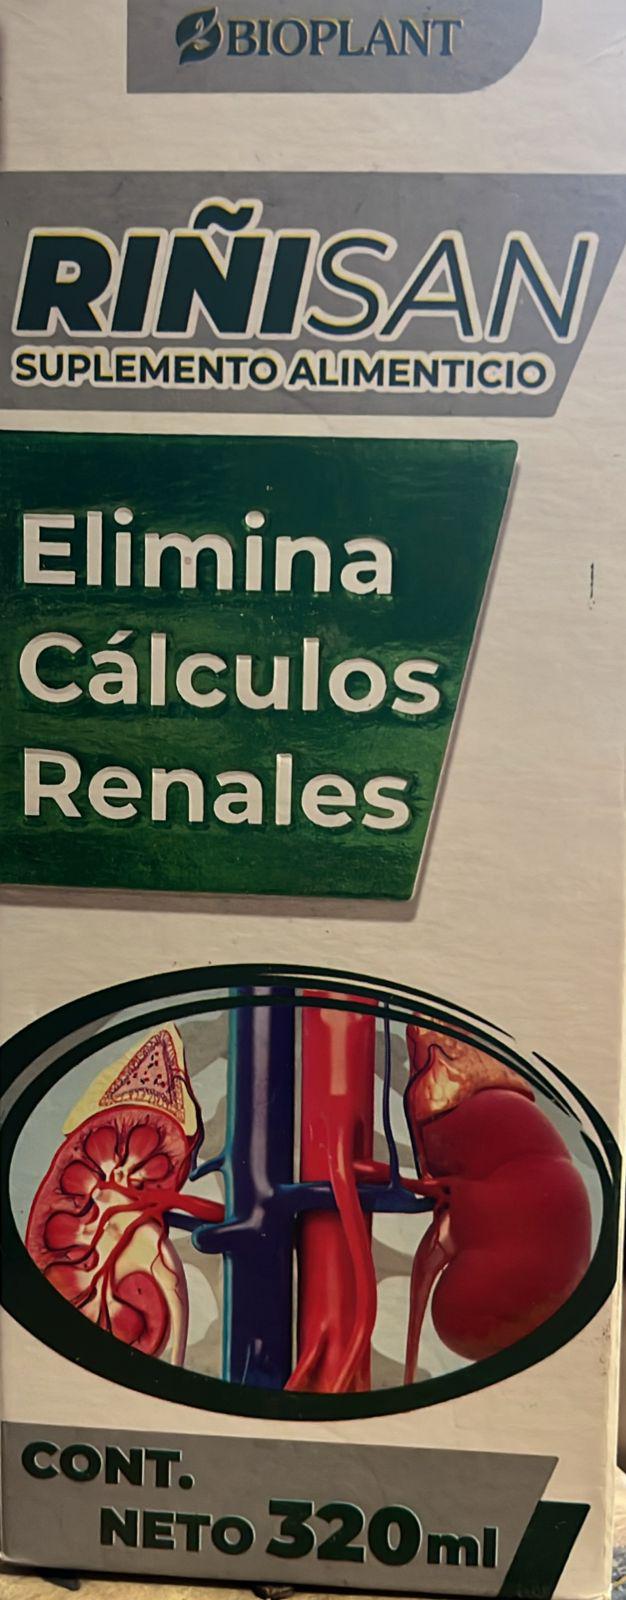 BIOPLANT
RIÑISAN
SUPLEMENTO ALIMENTICIO
Elimina
Cálculos
Renales
CONT.
NETO 320ml